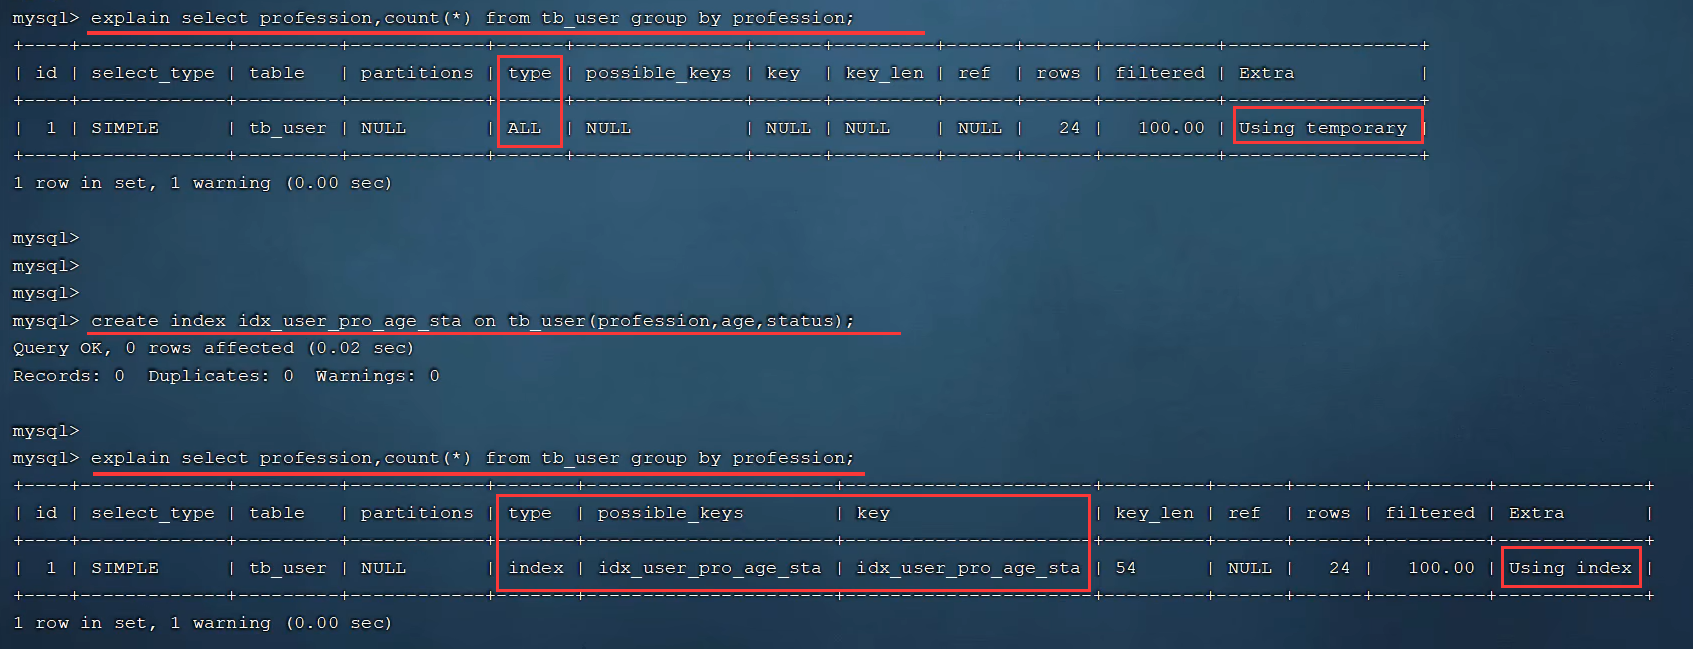 mysql> explain select profession,count(*) from tb_user group by profession;
+----+-------------+---------+------------+------+---------------+------+---------+------+------+----------+-----------------+
| id | select_type | table   | partitions | type | possible_keys | key  | key_len | ref  | rows | filtered | Extra           |
+----+-------------+---------+------------+------+---------------+------+---------+------+------+----------+-----------------+
|  1 | SIMPLE      | tb_user | NULL       | ALL  | NULL          | NULL | NULL    | NULL |   24 |   100.00 | Using temporary |
+----+-------------+---------+------------+------+---------------+------+---------+------+------+----------+-----------------+
1 row in set, 1 warning (0.00 sec)
mysql>
mysql>
mysql>
mysql> create index idx_user_pro_age_sta on tb_user(profession,age,status);
Query OK, 0 rows affected (0.02 sec)
Records: 0  Duplicates: 0  Warnings: 0
mysql>
mysql> explain select profession,count(*) from tb_user group by profession;
+----+-------------+---------+------------+-------+----------------------+----------------------+---------+------+------+----------+-------------+
| id | select_type | table   | partitions | type  | possible_keys        | key                  | key_len | ref  | rows | filtered | Extra       |
+----+-------------+---------+------------+-------+----------------------+----------------------+---------+------+------+----------+-------------+
|  1 | SIMPLE      | tb_user | NULL       | index | idx_user_pro_age_sta | idx_user_pro_age_sta | 54      | NULL |   24 |   100.00 | Using index |
+----+-------------+---------+------------+-------+----------------------+----------------------+---------+------+------+----------+-------------+
1 row in set, 1 warning (0.00 sec)